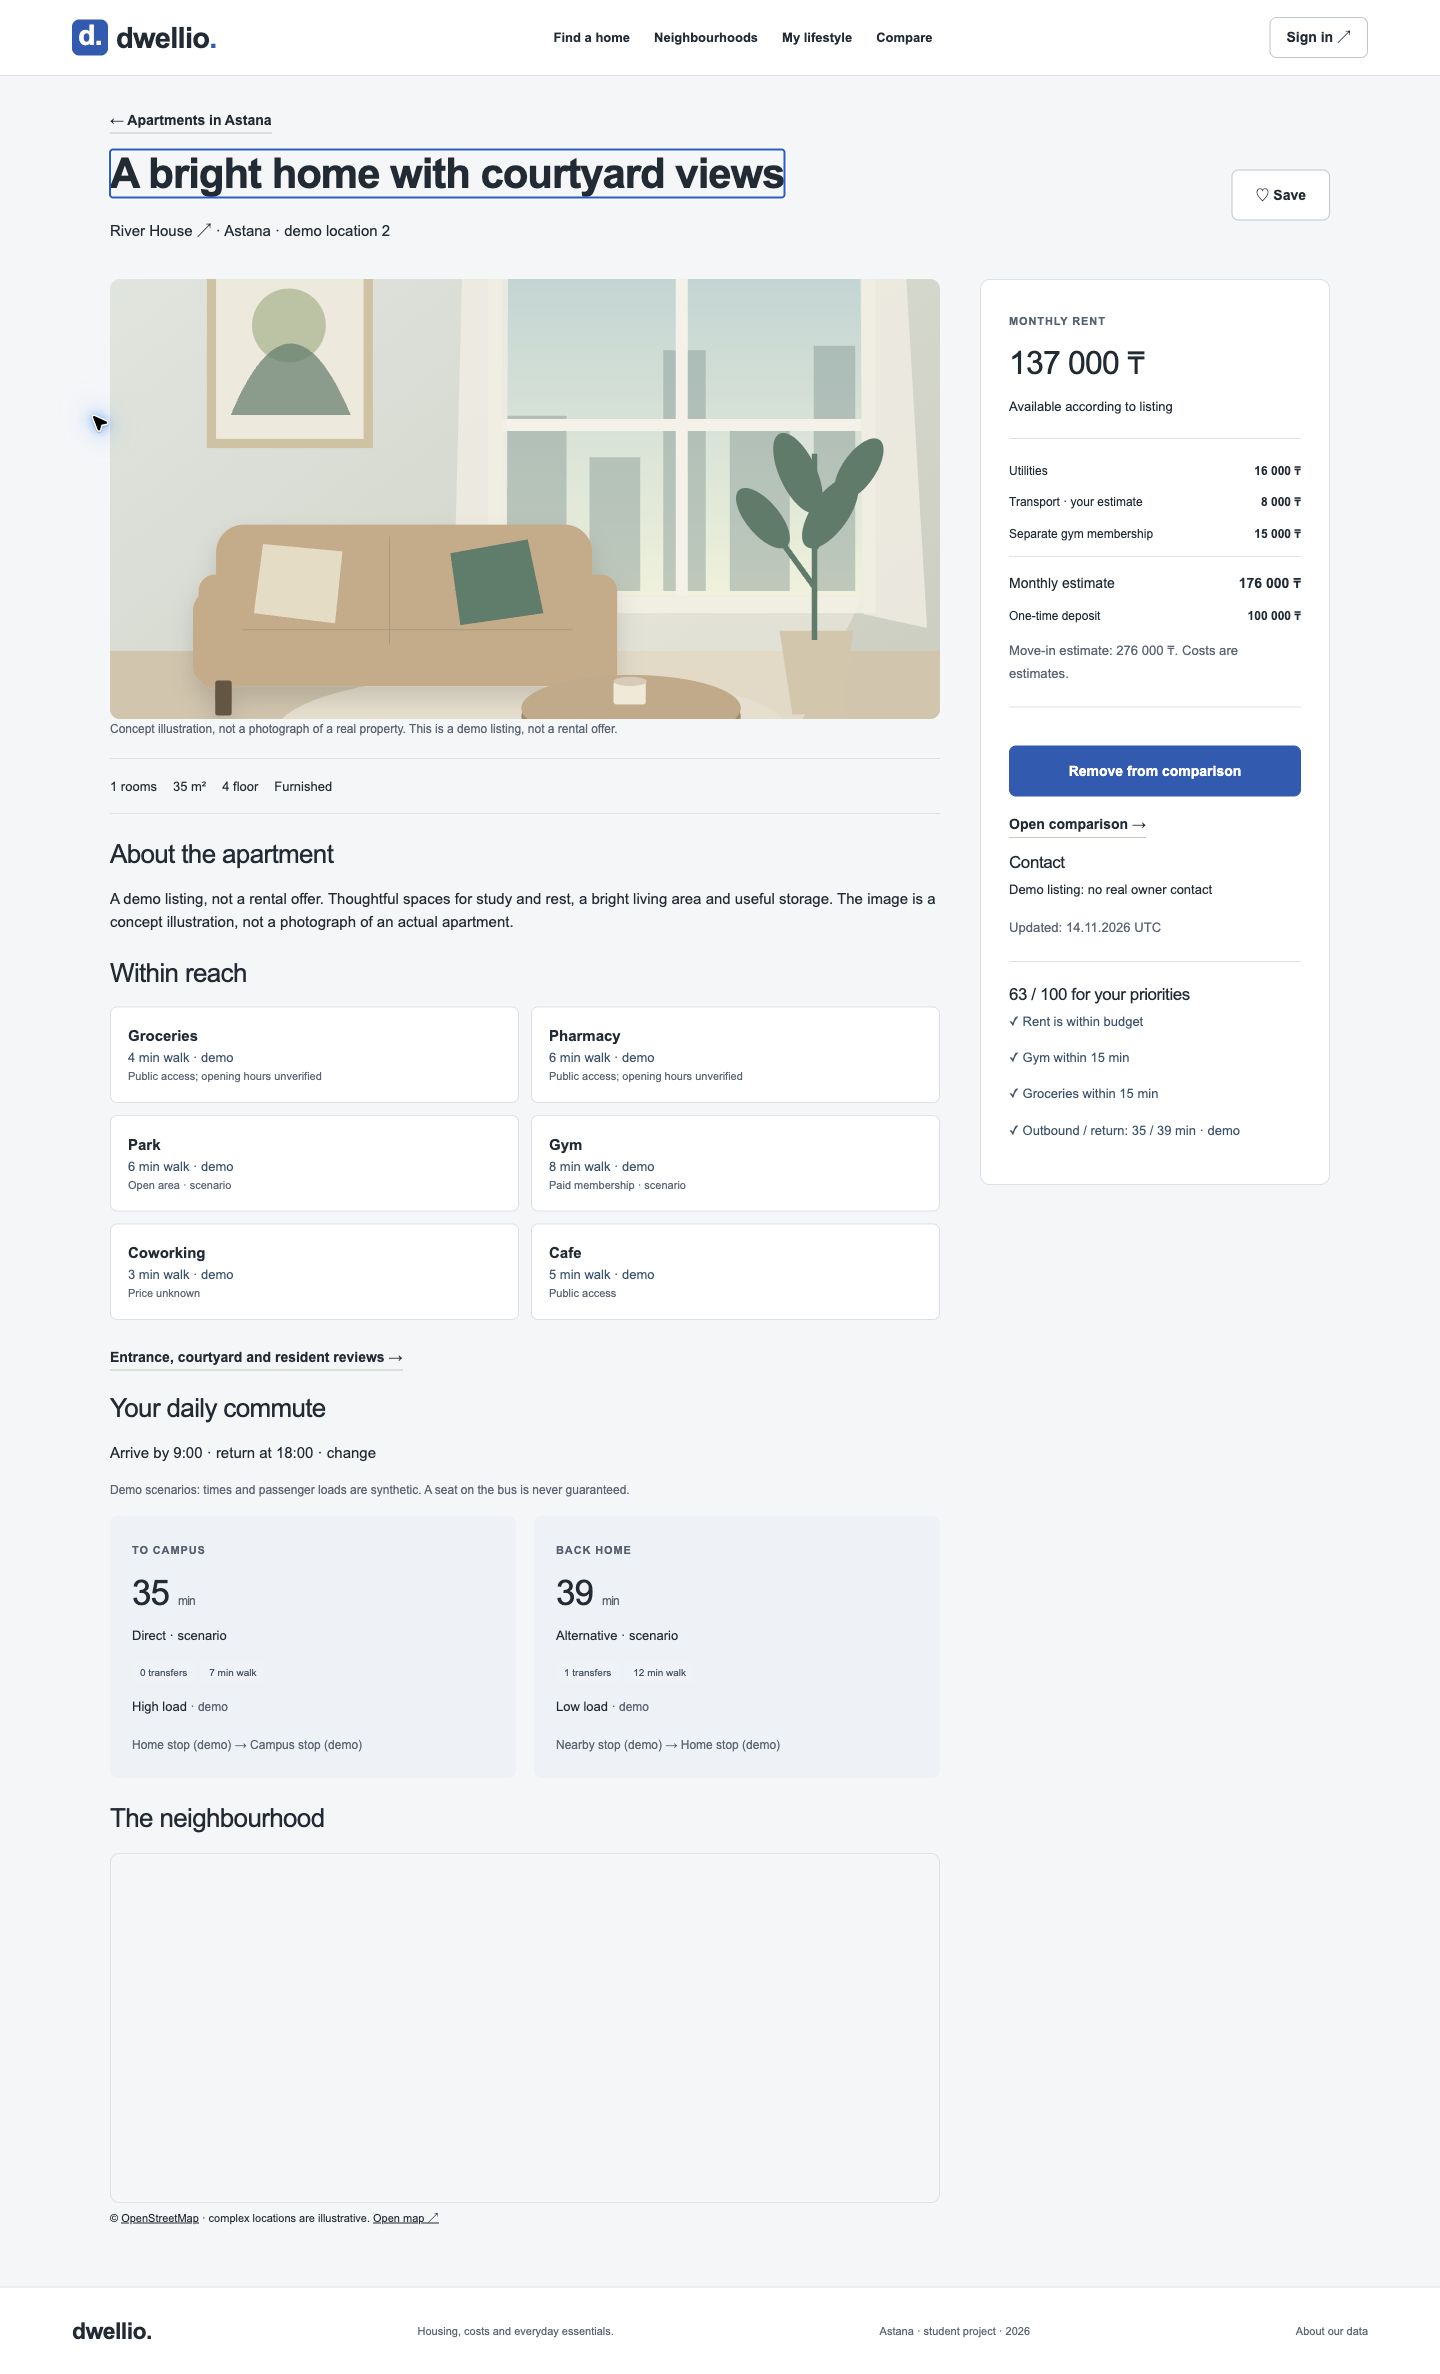 d. dwellio.
Find a home Neighbourhoods My lifestyle Compare
Sign in ↗
← Apartments in Astana
A bright home with courtyard views
River House ↗ · Astana · demo location 2
♡ Save
Concept illustration, not a photograph of a real property. This is a demo listing, not a rental offer.
1 rooms 35 m² 4 floor Furnished
About the apartment
A demo listing, not a rental offer. Thoughtful spaces for study and rest, a bright living area and useful storage. The image is a
concept illustration, not a photograph of an actual apartment.
Within reach
Groceries
4 min walk · demo
Public access; opening hours unverified
Pharmacy
6 min walk · demo
Public access; opening hours unverified
Park
6 min walk · demo
Open area · scenario
Gym
8 min walk · demo
Paid membership · scenario
Coworking
3 min walk · demo
Price unknown
Cafe
5 min walk · demo
Public access
Entrance, courtyard and resident reviews →
Your daily commute
Arrive by 9:00 · return at 18:00 · change
Demo scenarios: times and passenger loads are synthetic. A seat on the bus is never guaranteed.
TO CAMPUS
35 min
Direct · scenario
0 transfers 7 min walk
High load · demo
Home stop (demo) → Campus stop (demo)
BACK HOME
39 min
Alternative · scenario
1 transfers 12 min walk
Low load · demo
Nearby stop (demo) → Home stop (demo)
The neighbourhood
© OpenStreetMap · complex locations are illustrative. Open map ↗
MONTHLY RENT
137 000 ₸
Available according to listing
Utilities 16 000 ₸
Transport · your estimate 8 000 ₸
Separate gym membership 15 000 ₸
Monthly estimate 176 000 ₸
One-time deposit 100 000 ₸
Move-in estimate: 276 000 ₸. Costs are
estimates.
Remove from comparison
Open comparison →
Contact
Demo listing: no real owner contact
Updated: 14.11.2026 UTC
63 / 100 for your priorities
✓ Rent is within budget
✓ Gym within 15 min
✓ Groceries within 15 min
✓ Outbound / return: 35 / 39 min · demo
dwellio.
Housing, costs and everyday essentials.
Astana · student project · 2026
About our data